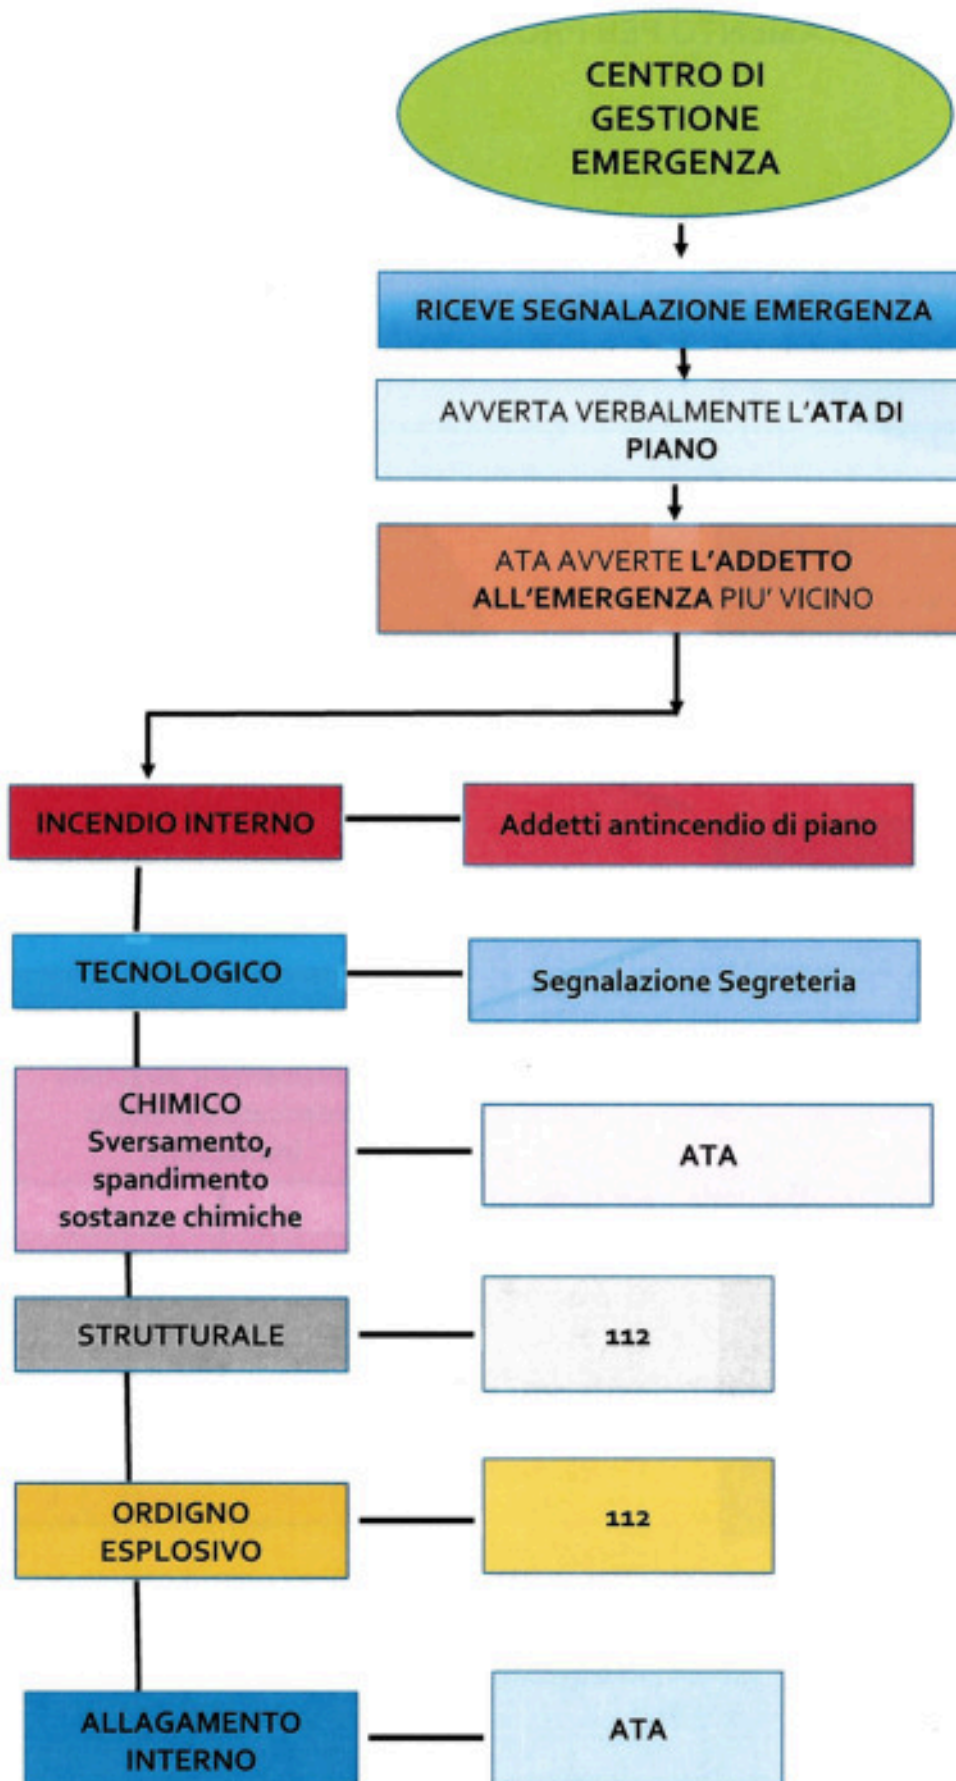 CENTRO DI
GESTIONE
EMERGENZA
RICEVE SEGNALAZIONE EMERGENZA
AVVERTA VERBALMENTE L'ATA DI
PIANO
ATA AVVERTE L'ADDETTO
ALL'EMERGENZA PIU' VICINO
INCENDIO INTERNO
Addetti antincendio di piano
TECNOLOGICO
Segnalazione Segreteria
CHIMICO
Sversamento,
spandimento
sostanze chimiche
ATA
STRUTTURALE
112
ORDIGNO
ESPLOSIVO
112
ALLAGAMENTO
INTERNO
ATA